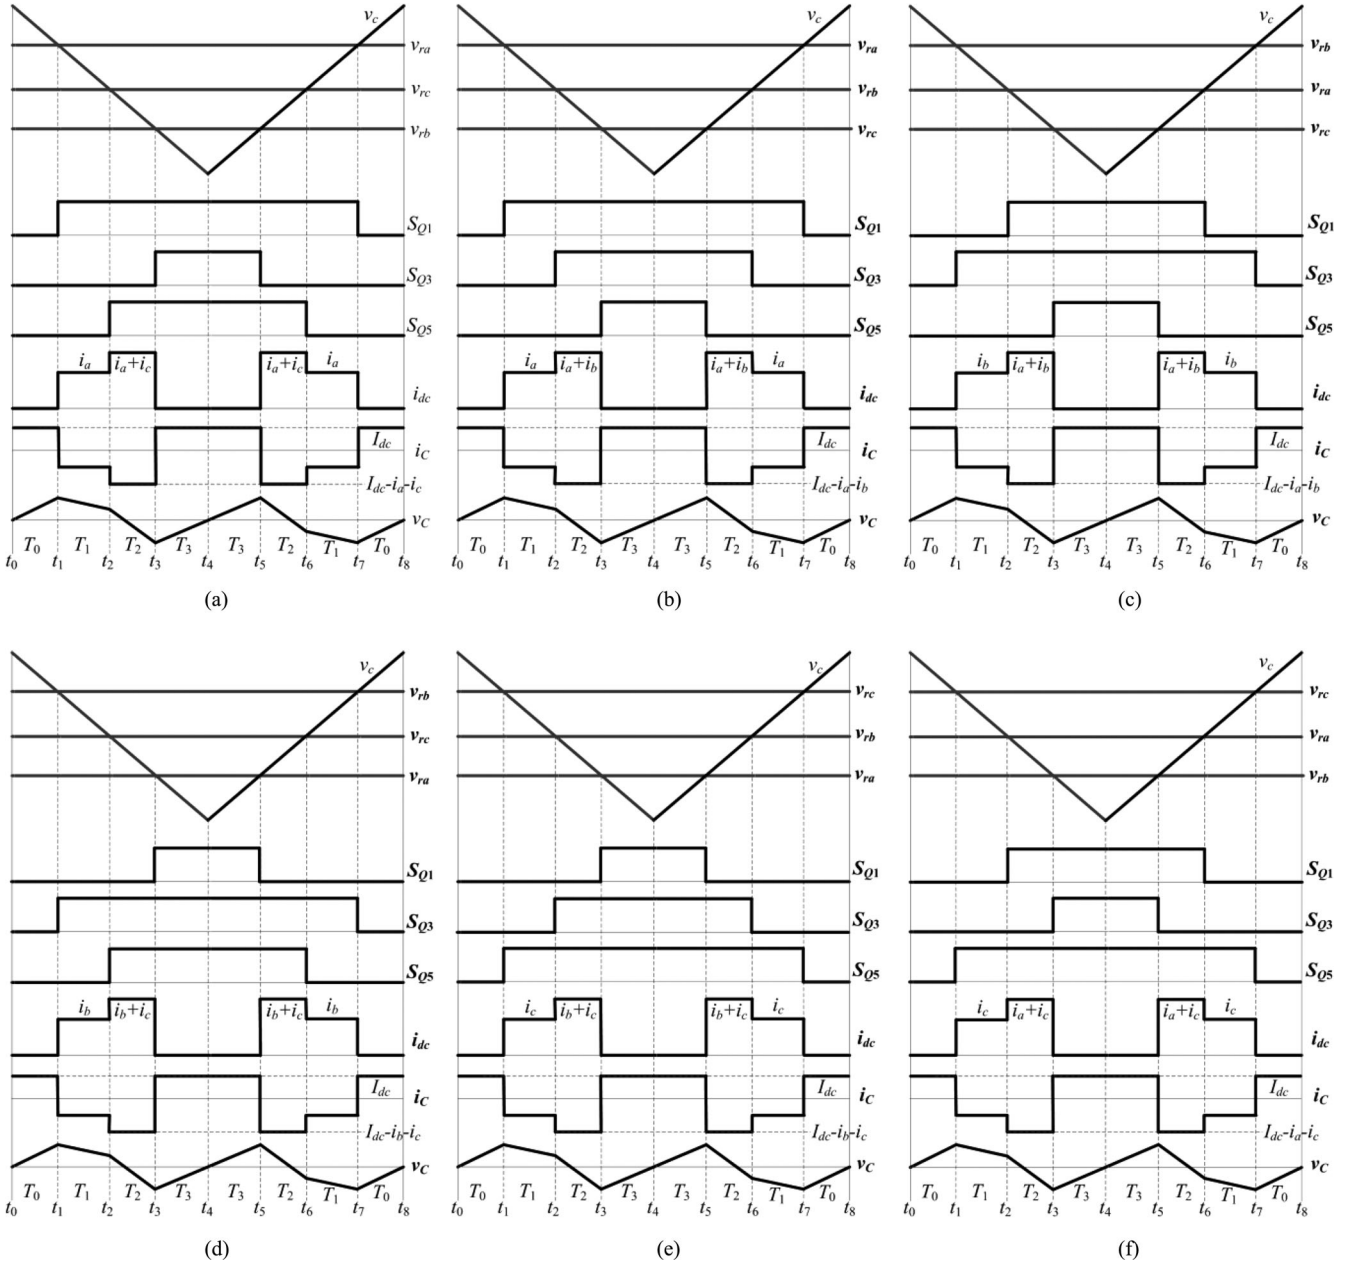 v_c v_c v_c
v_ra v_ra v_rb
v_rc v_rb v_ra
v_rb v_rc v_rc
S_Q1 S_Q1 S_Q1
S_Q3 S_Q3 S_Q3
S_Q5 S_Q5 S_Q5
i_a i_a+i_c i_a+i_c i_a i_dc i_a i_a+i_b i_a+i_b i_a i_dc i_b i_a+i_b i_a+i_b i_b i_dc
I_dc i_C I_dc i_C I_dc i_C
I_dc-i_a-i_c I_dc-i_a-i_b I_dc-i_a-i_b
v_C v_C v_C
T_0 T_1 T_2 T_3 T_3 T_2 T_1 T_0 T_0 T_1 T_2 T_3 T_3 T_2 T_1 T_0 T_0 T_1 T_2 T_3 T_3 T_2 T_1 T_0
t_0 t_1 t_2 t_3 t_4 t_5 t_6 t_7 t_8 t_0 t_1 t_2 t_3 t_4 t_5 t_6 t_7 t_8 t_0 t_1 t_2 t_3 t_4 t_5 t_6 t_7 t_8
(a) (b) (c)
v_c v_c v_c
v_rb v_rc v_rc
v_rc v_rb v_ra
v_ra v_ra v_rb
S_Q1 S_Q1 S_Q1
S_Q3 S_Q3 S_Q3
S_Q5 S_Q5 S_Q5
i_b i_b+i_c i_b+i_c i_b i_dc i_c i_b+i_c i_b+i_c i_c i_dc i_c i_a+i_c i_a+i_c i_c i_dc
I_dc i_C I_dc i_C I_dc i_C
I_dc-i_b-i_c I_dc-i_b-i_c I_dc-i_a-i_c
v_C v_C v_C
T_0 T_1 T_2 T_3 T_3 T_2 T_1 T_0 T_0 T_1 T_2 T_3 T_3 T_2 T_1 T_0 T_0 T_1 T_2 T_3 T_3 T_2 T_1 T_0
t_0 t_1 t_2 t_3 t_4 t_5 t_6 t_7 t_8 t_0 t_1 t_2 t_3 t_4 t_5 t_6 t_7 t_8 t_0 t_1 t_2 t_3 t_4 t_5 t_6 t_7 t_8
(d) (e) (f)